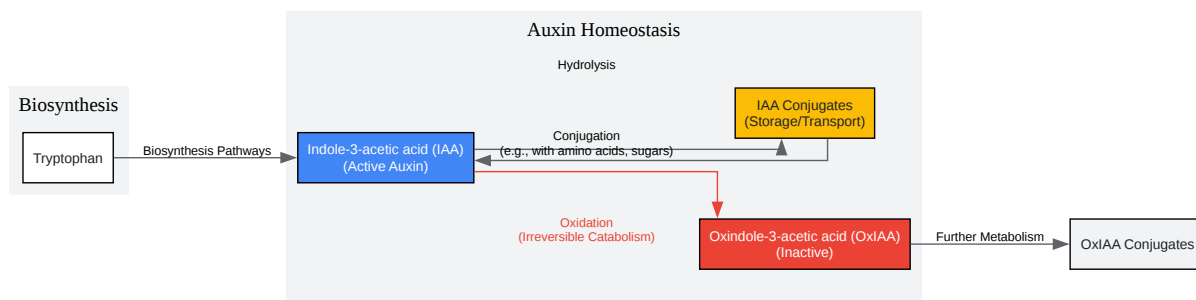 Auxin Homeostasis
Hydrolysis
Biosynthesis
Tryptophan
Biosynthesis Pathways
Indole-3-acetic acid (IAA)
(Active Auxin)
Conjugation
(e.g., with amino acids, sugars)
IAA Conjugates
(Storage/Transport)
Oxidation
(Irreversible Catabolism)
Oxindole-3-acetic acid (OxIAA)
(Inactive)
Further Metabolism
OxIAA Conjugates